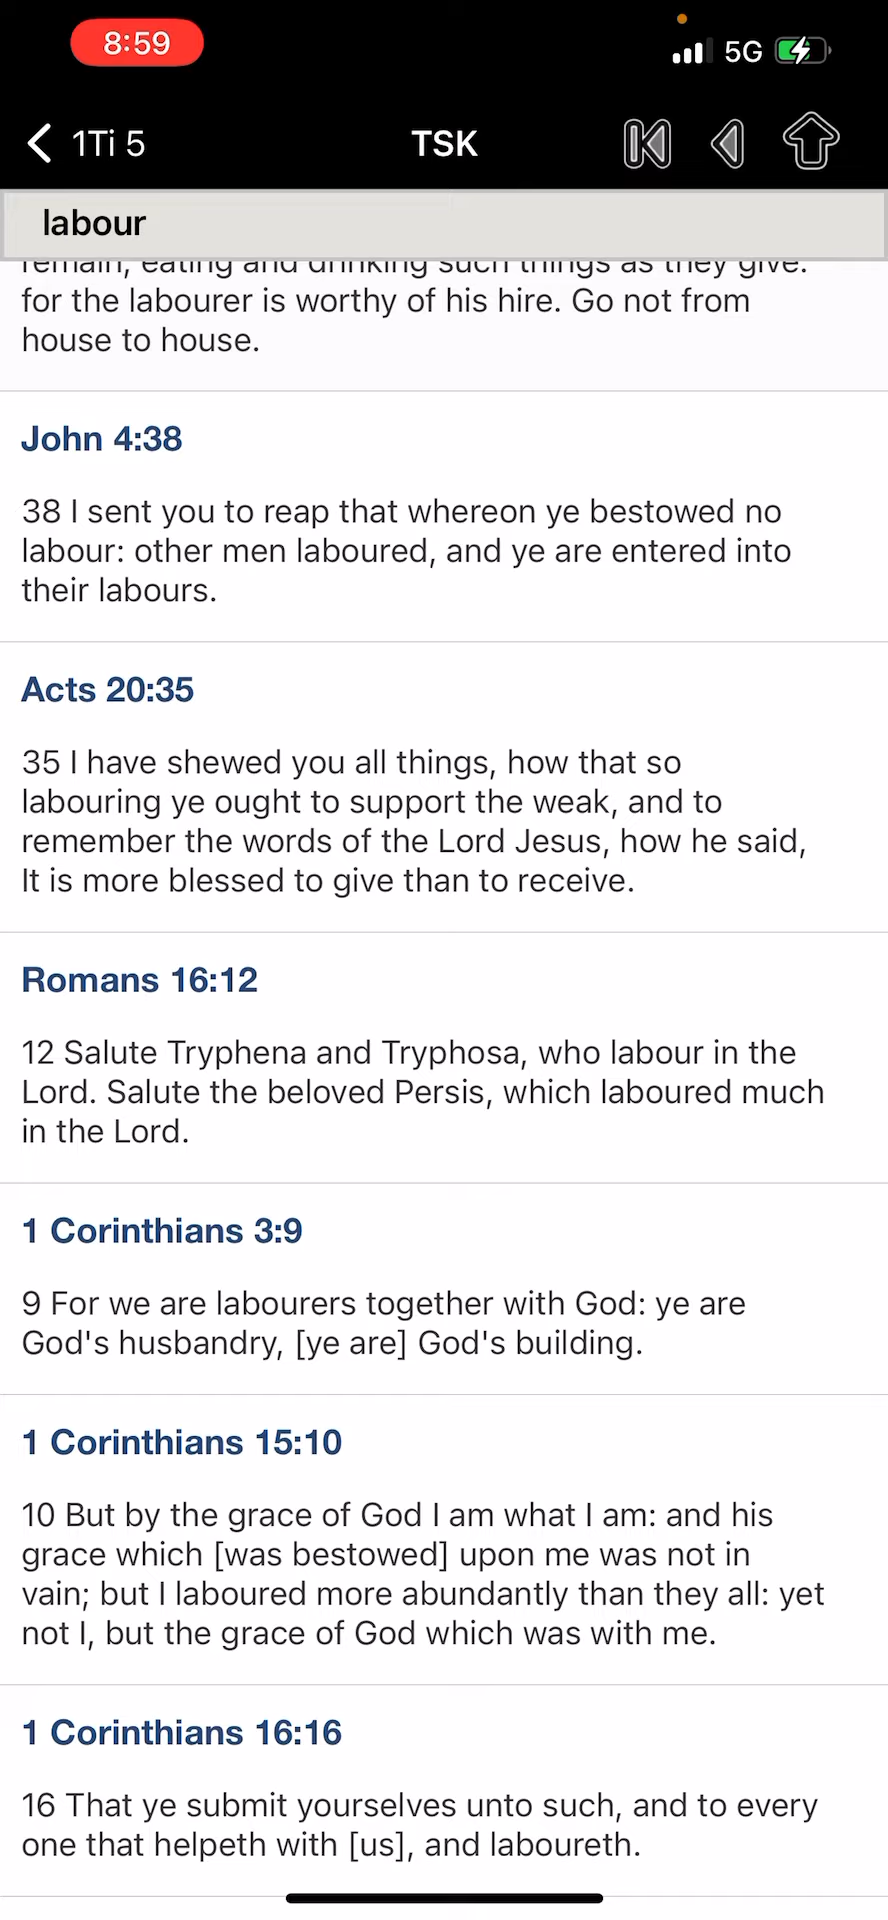 8:59
5G
1Ti 5
TSK
labour
remain, eating and drinking such things as they give:
for the labourer is worthy of his hire. Go not from
house to house.
John 4:38
38 I sent you to reap that whereon ye bestowed no
labour: other men laboured, and ye are entered into
their labours.
Acts 20:35
35 I have shewed you all things, how that so
labouring ye ought to support the weak, and to
remember the words of the Lord Jesus, how he said,
It is more blessed to give than to receive.
Romans 16:12
12 Salute Tryphena and Tryphosa, who labour in the
Lord. Salute the beloved Persis, which laboured much
in the Lord.
1 Corinthians 3:9
9 For we are labourers together with God: ye are
God's husbandry, [ye are] God's building.
1 Corinthians 15:10
10 But by the grace of God I am what I am: and his
grace which [was bestowed] upon me was not in
vain; but I laboured more abundantly than they all: yet
not I, but the grace of God which was with me.
1 Corinthians 16:16
16 That ye submit yourselves unto such, and to every
one that helpeth with [us], and laboureth.